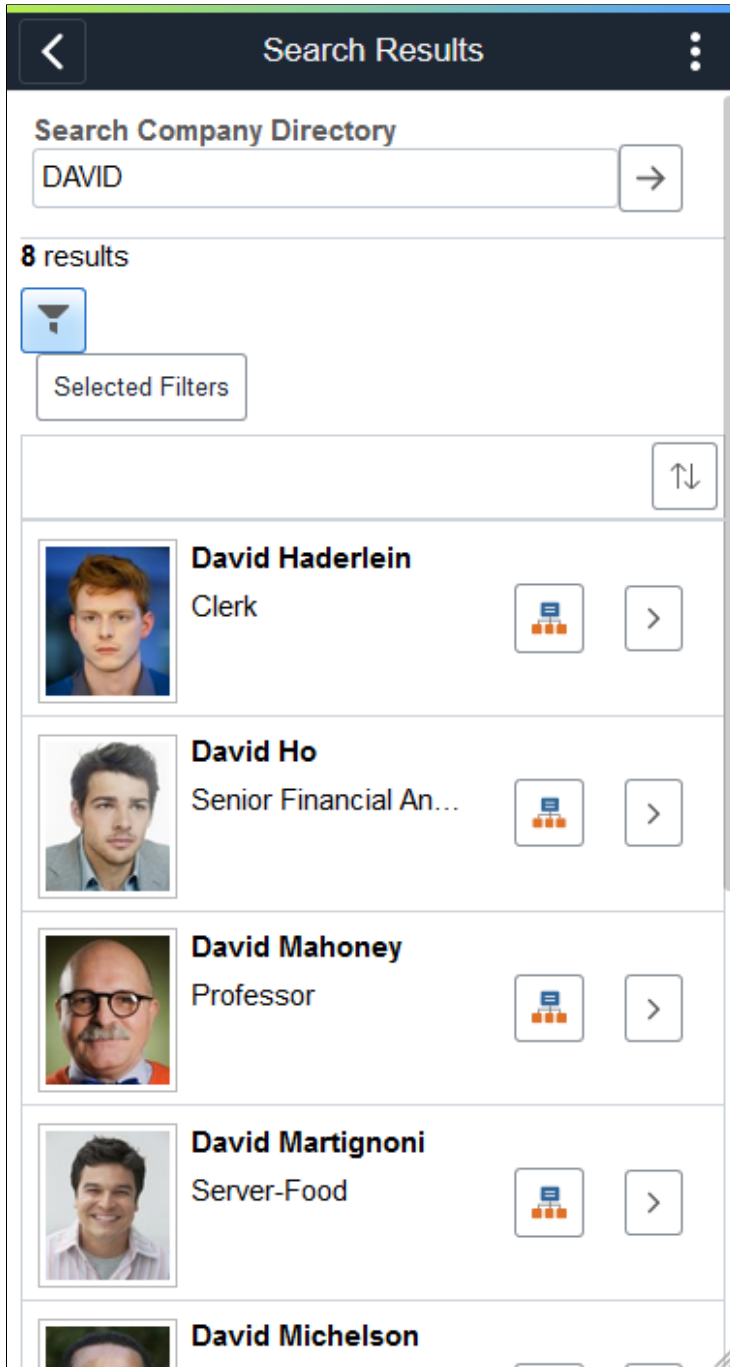 Search Results
Search Company Directory
DAVID
8 results
Selected Filters
David Haderlein
Clerk
David Ho
Senior Financial An...
David Mahoney
Professor
David Martignoni
Server-Food
David Michelson